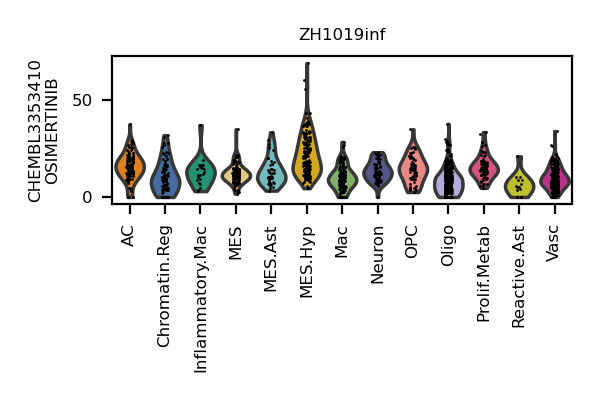 ZH1019inf
CHEMBL3353410
OSIMERTINIB
50
0
AC
Chromatin.Reg
Inflammatory.Mac
MES
MES.Ast
MES.Hyp
Mac
Neuron
OPC
Oligo
Prolif.Metab
Reactive.Ast
Vasc